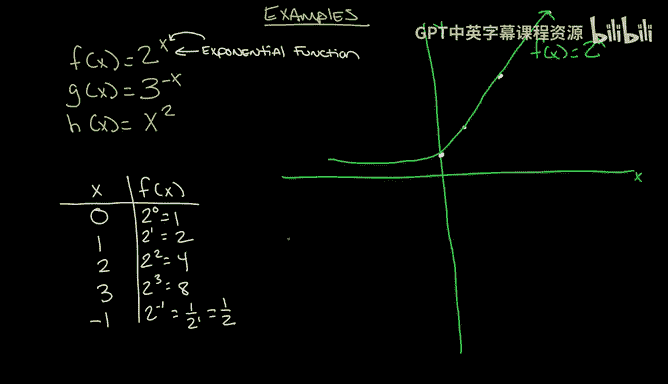 EXAMPLES
GPT中英字幕课程资源 bilibili
f(x) = 2^x ← EXPONENTIAL FUNCTION
g(x) = 3^-x
h(x) = x^2
f(x) = 2^x
x
x f(x)
0 2^0 = 1
1 2^1 = 2
2 2^2 = 4
3 2^3 = 8
-1 2^-1 = 1/2^1 = 1/2